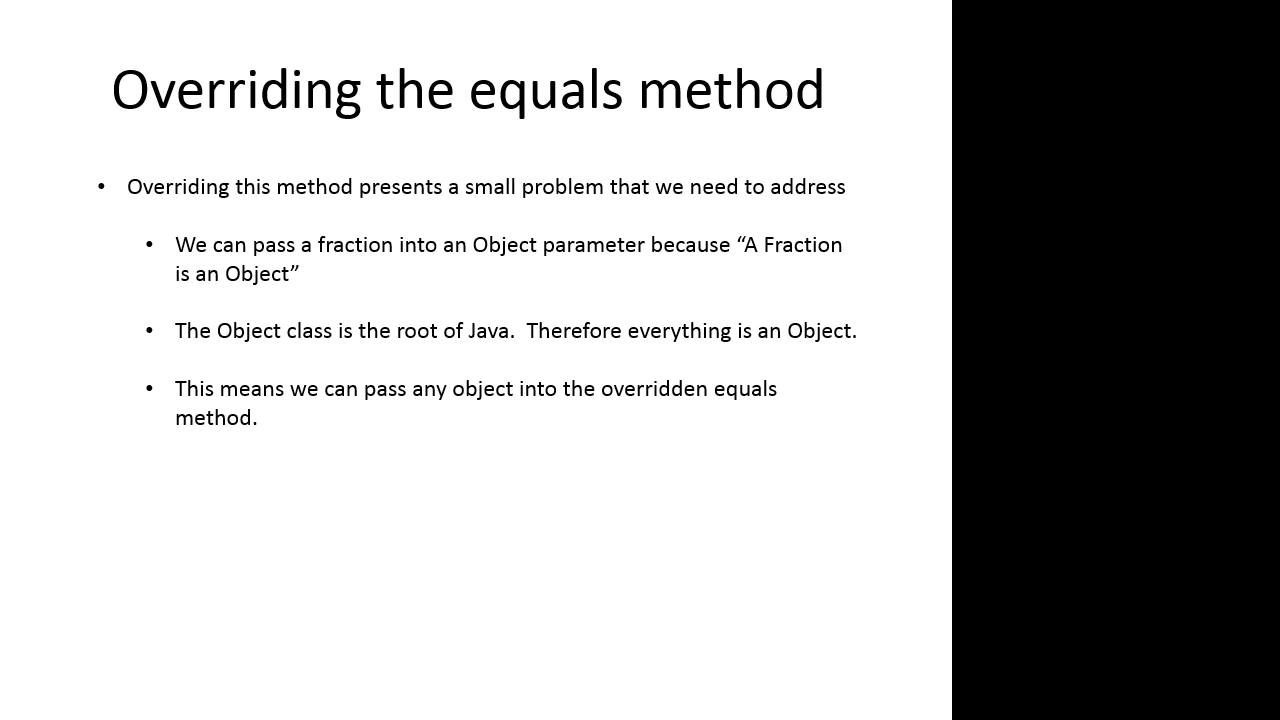 Overriding the equals method
• Overriding this method presents a small problem that we need to address
• We can pass a fraction into an Object parameter because “A Fraction
is an Object”
• The Object class is the root of Java.  Therefore everything is an Object.
• This means we can pass any object into the overridden equals
method.